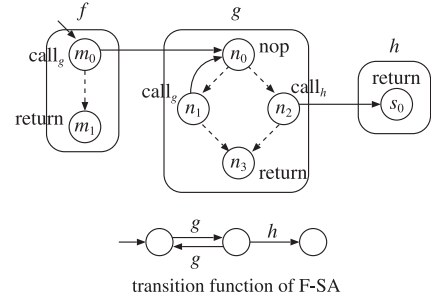 f
g
h
call_g
m_0
n_0
nop
return
call_g
n_1
n_2
call_h
s_0
return
m_1
n_3
return
g
h
g
transition function of F-SA